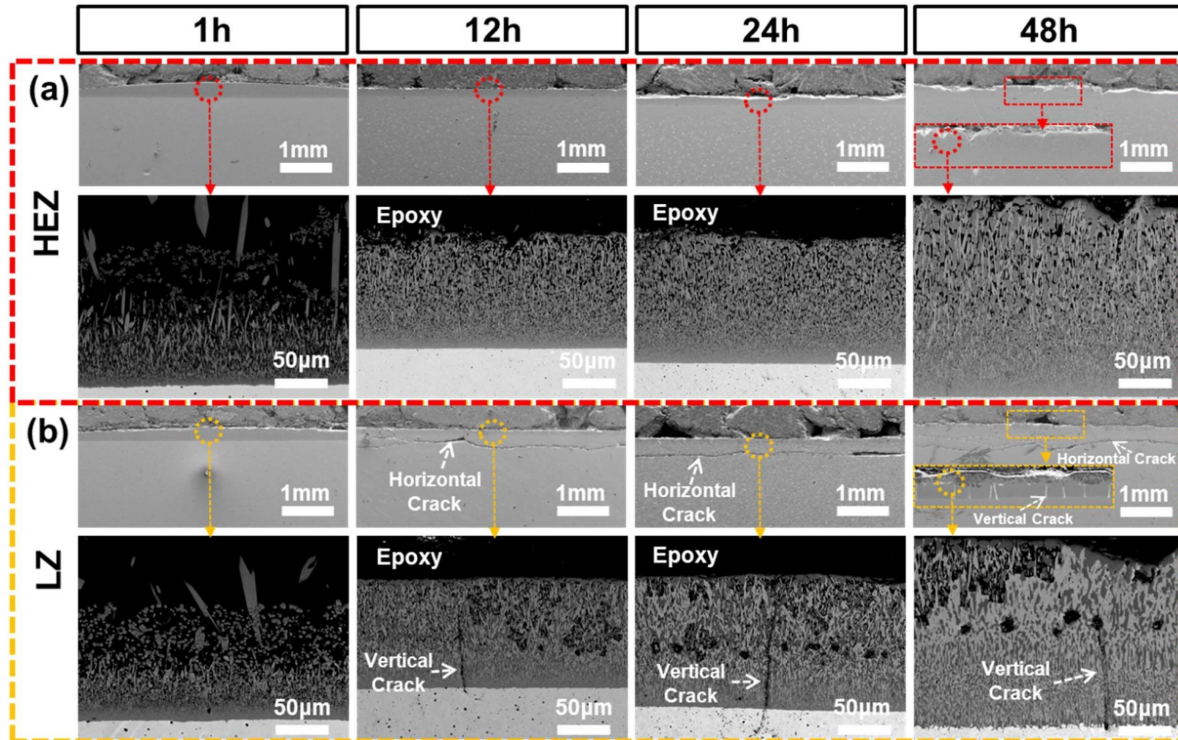 1h 12h 24h 48h
(a)
1mm 1mm 1mm 1mm
HEZ
Epoxy Epoxy
50μm 50μm 50μm 50μm
(b)
Horizontal Crack
Horizontal
Crack
Horizontal
Crack
Vertical Crack
1mm 1mm 1mm 1mm
LZ
Epoxy Epoxy
Vertical
Crack
Vertical
Crack
Vertical
Crack
50μm 50μm 50μm 50μm